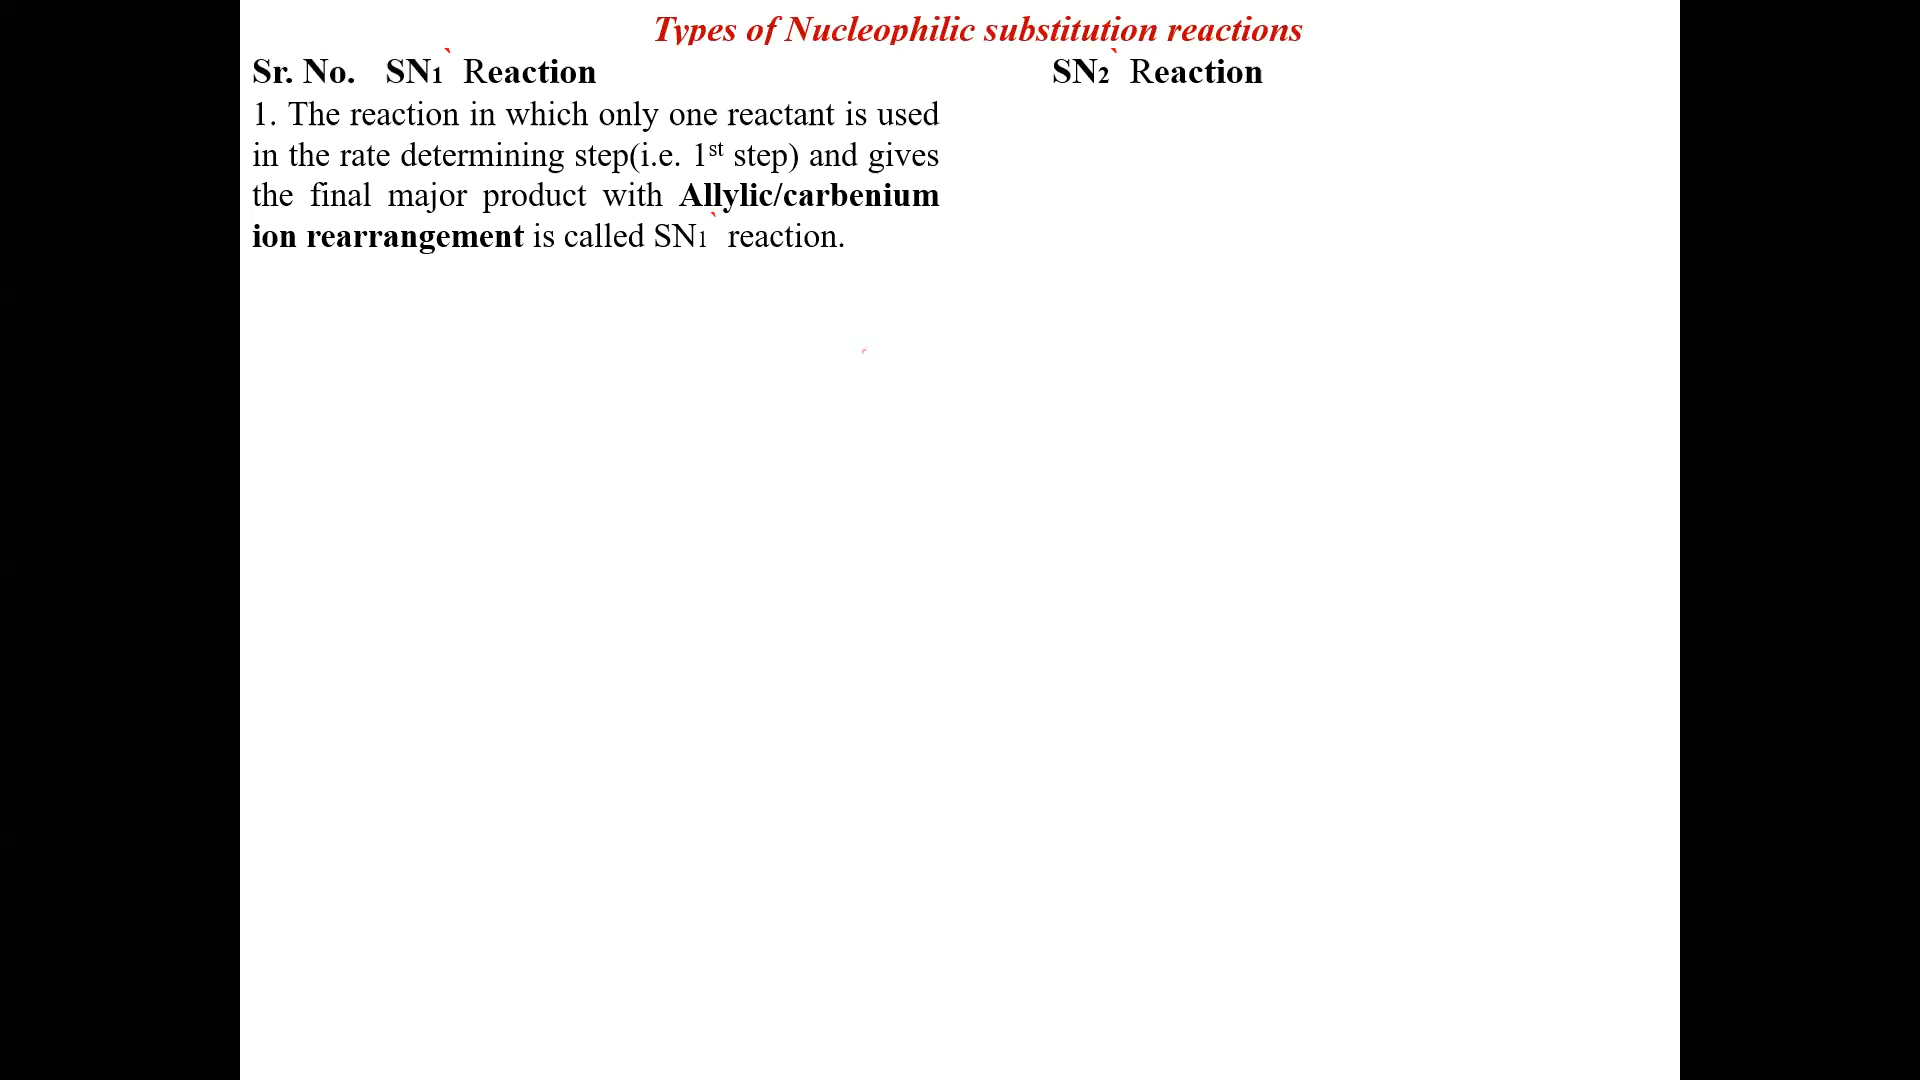 Types of Nucleophilic substitution reactions
Sr. No. SN1` Reaction SN2` Reaction
1. The reaction in which only one reactant is used
in the rate determining step(i.e. 1st step) and gives
the final major product with Allylic/carbenium
ion rearrangement is called SN1` reaction.